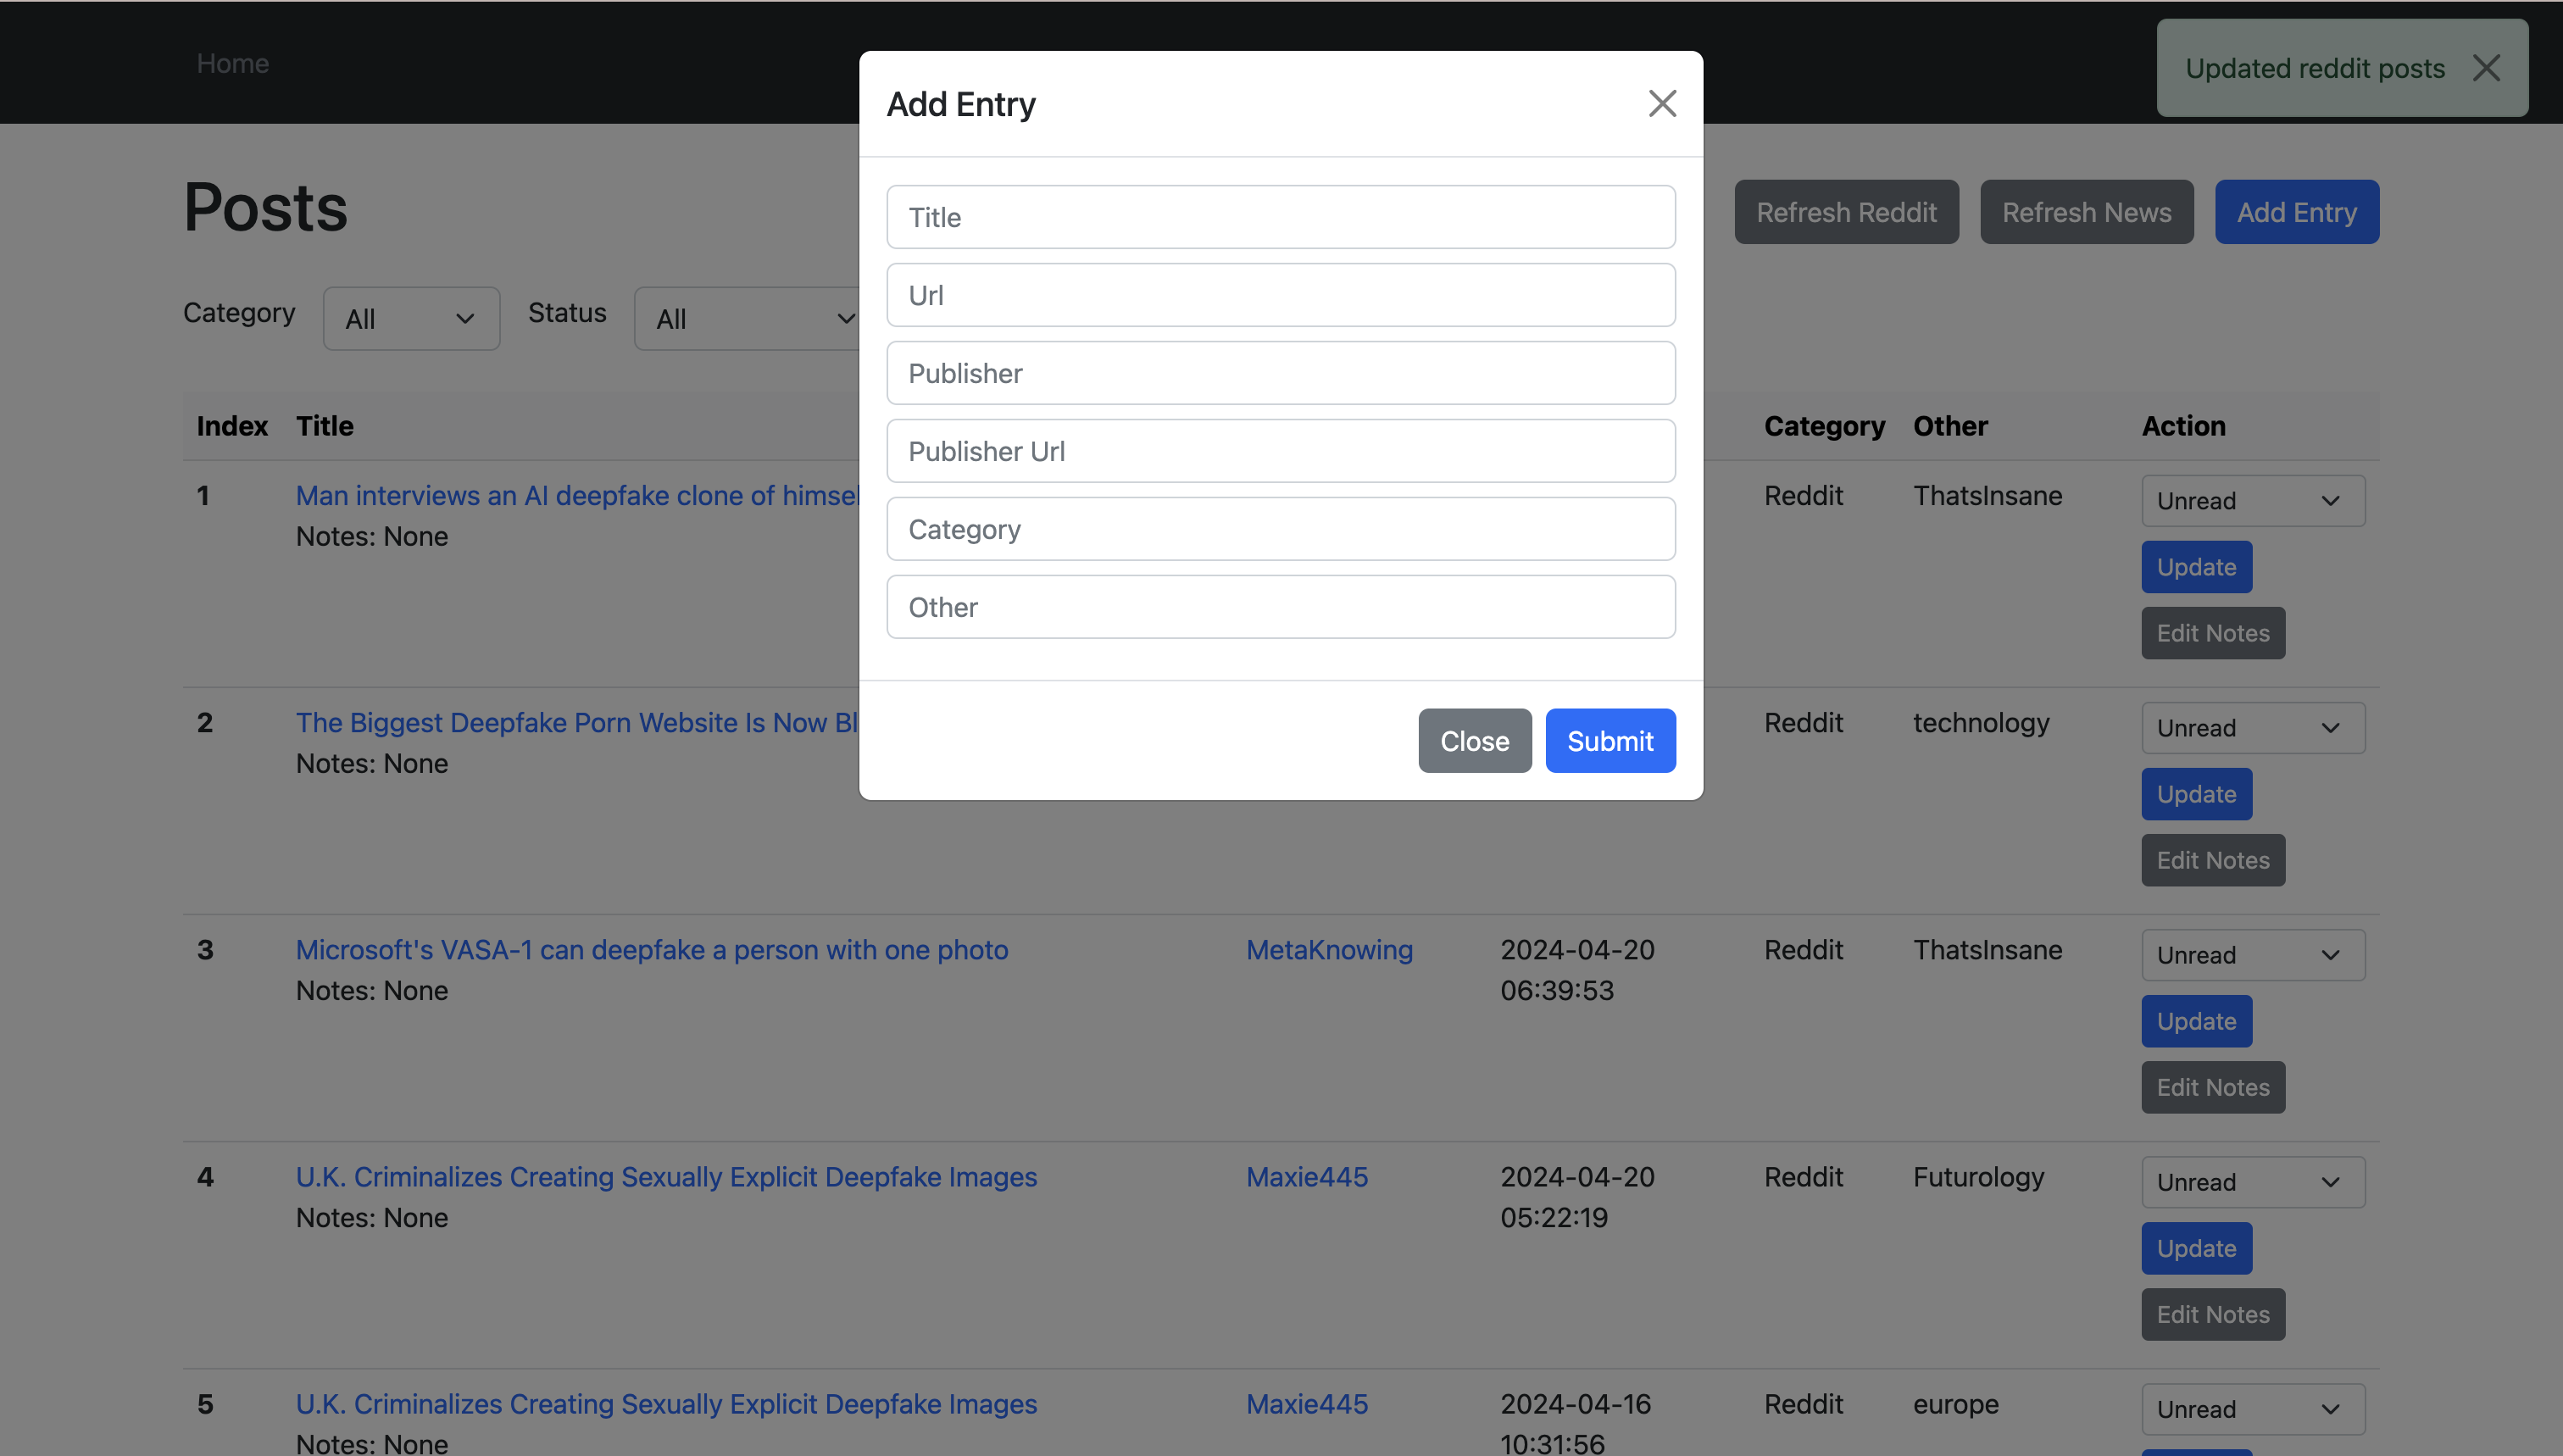 Home
Updated reddit posts
Add Entry
Title
Url
Publisher
Publisher Url
Category
Other
Close
Submit
Posts
Refresh Reddit
Refresh News
Add Entry
Category
All
Status
All
Index
Title
Category
Other
Action
1
Man interviews an AI deepfake clone of
Notes: None
Reddit
ThatsInsane
Unread
Update
Edit Notes
2
The Biggest Deepfake Porn Website Is Now
Notes: None
Reddit
technology
Unread
Update
Edit Notes
3
Microsoft's VASA-1 can deepfake a person with one photo
Notes: None
MetaKnowing
2024-04-20
06:39:53
Reddit
ThatsInsane
Unread
Update
Edit Notes
4
U.K. Criminalizes Creating Sexually Explicit Deepfake Images
Notes: None
Maxie445
2024-04-20
05:22:19
Reddit
Futurology
Unread
Update
Edit Notes
5
U.K. Criminalizes Creating Sexually Explicit Deepfake Images
Notes: None
Maxie445
2024-04-16
10:31:56
Reddit
europe
Unread